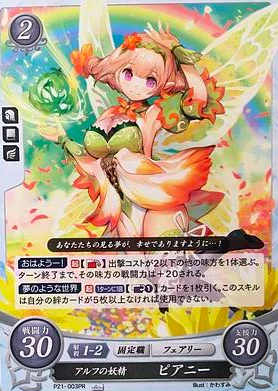 2
あなたたちの見る夢が、幸せでありますように…!
おはようー! 【起】【】出撃コストが2以下の他の味方を1体選ぶ。
ターン終了まで、その味方の戦闘力は+20される。
夢のような世界 【起】【ターン1回】【】カードを1枚引く。このスキル
は自分の絆カードが5枚以上なければ使用できない。
戦闘力 30
射程 1-2 固定職 フェアリー
支援力 30
アルフの妖精 ピアニー
P21-003PR
Illust./かわすみ